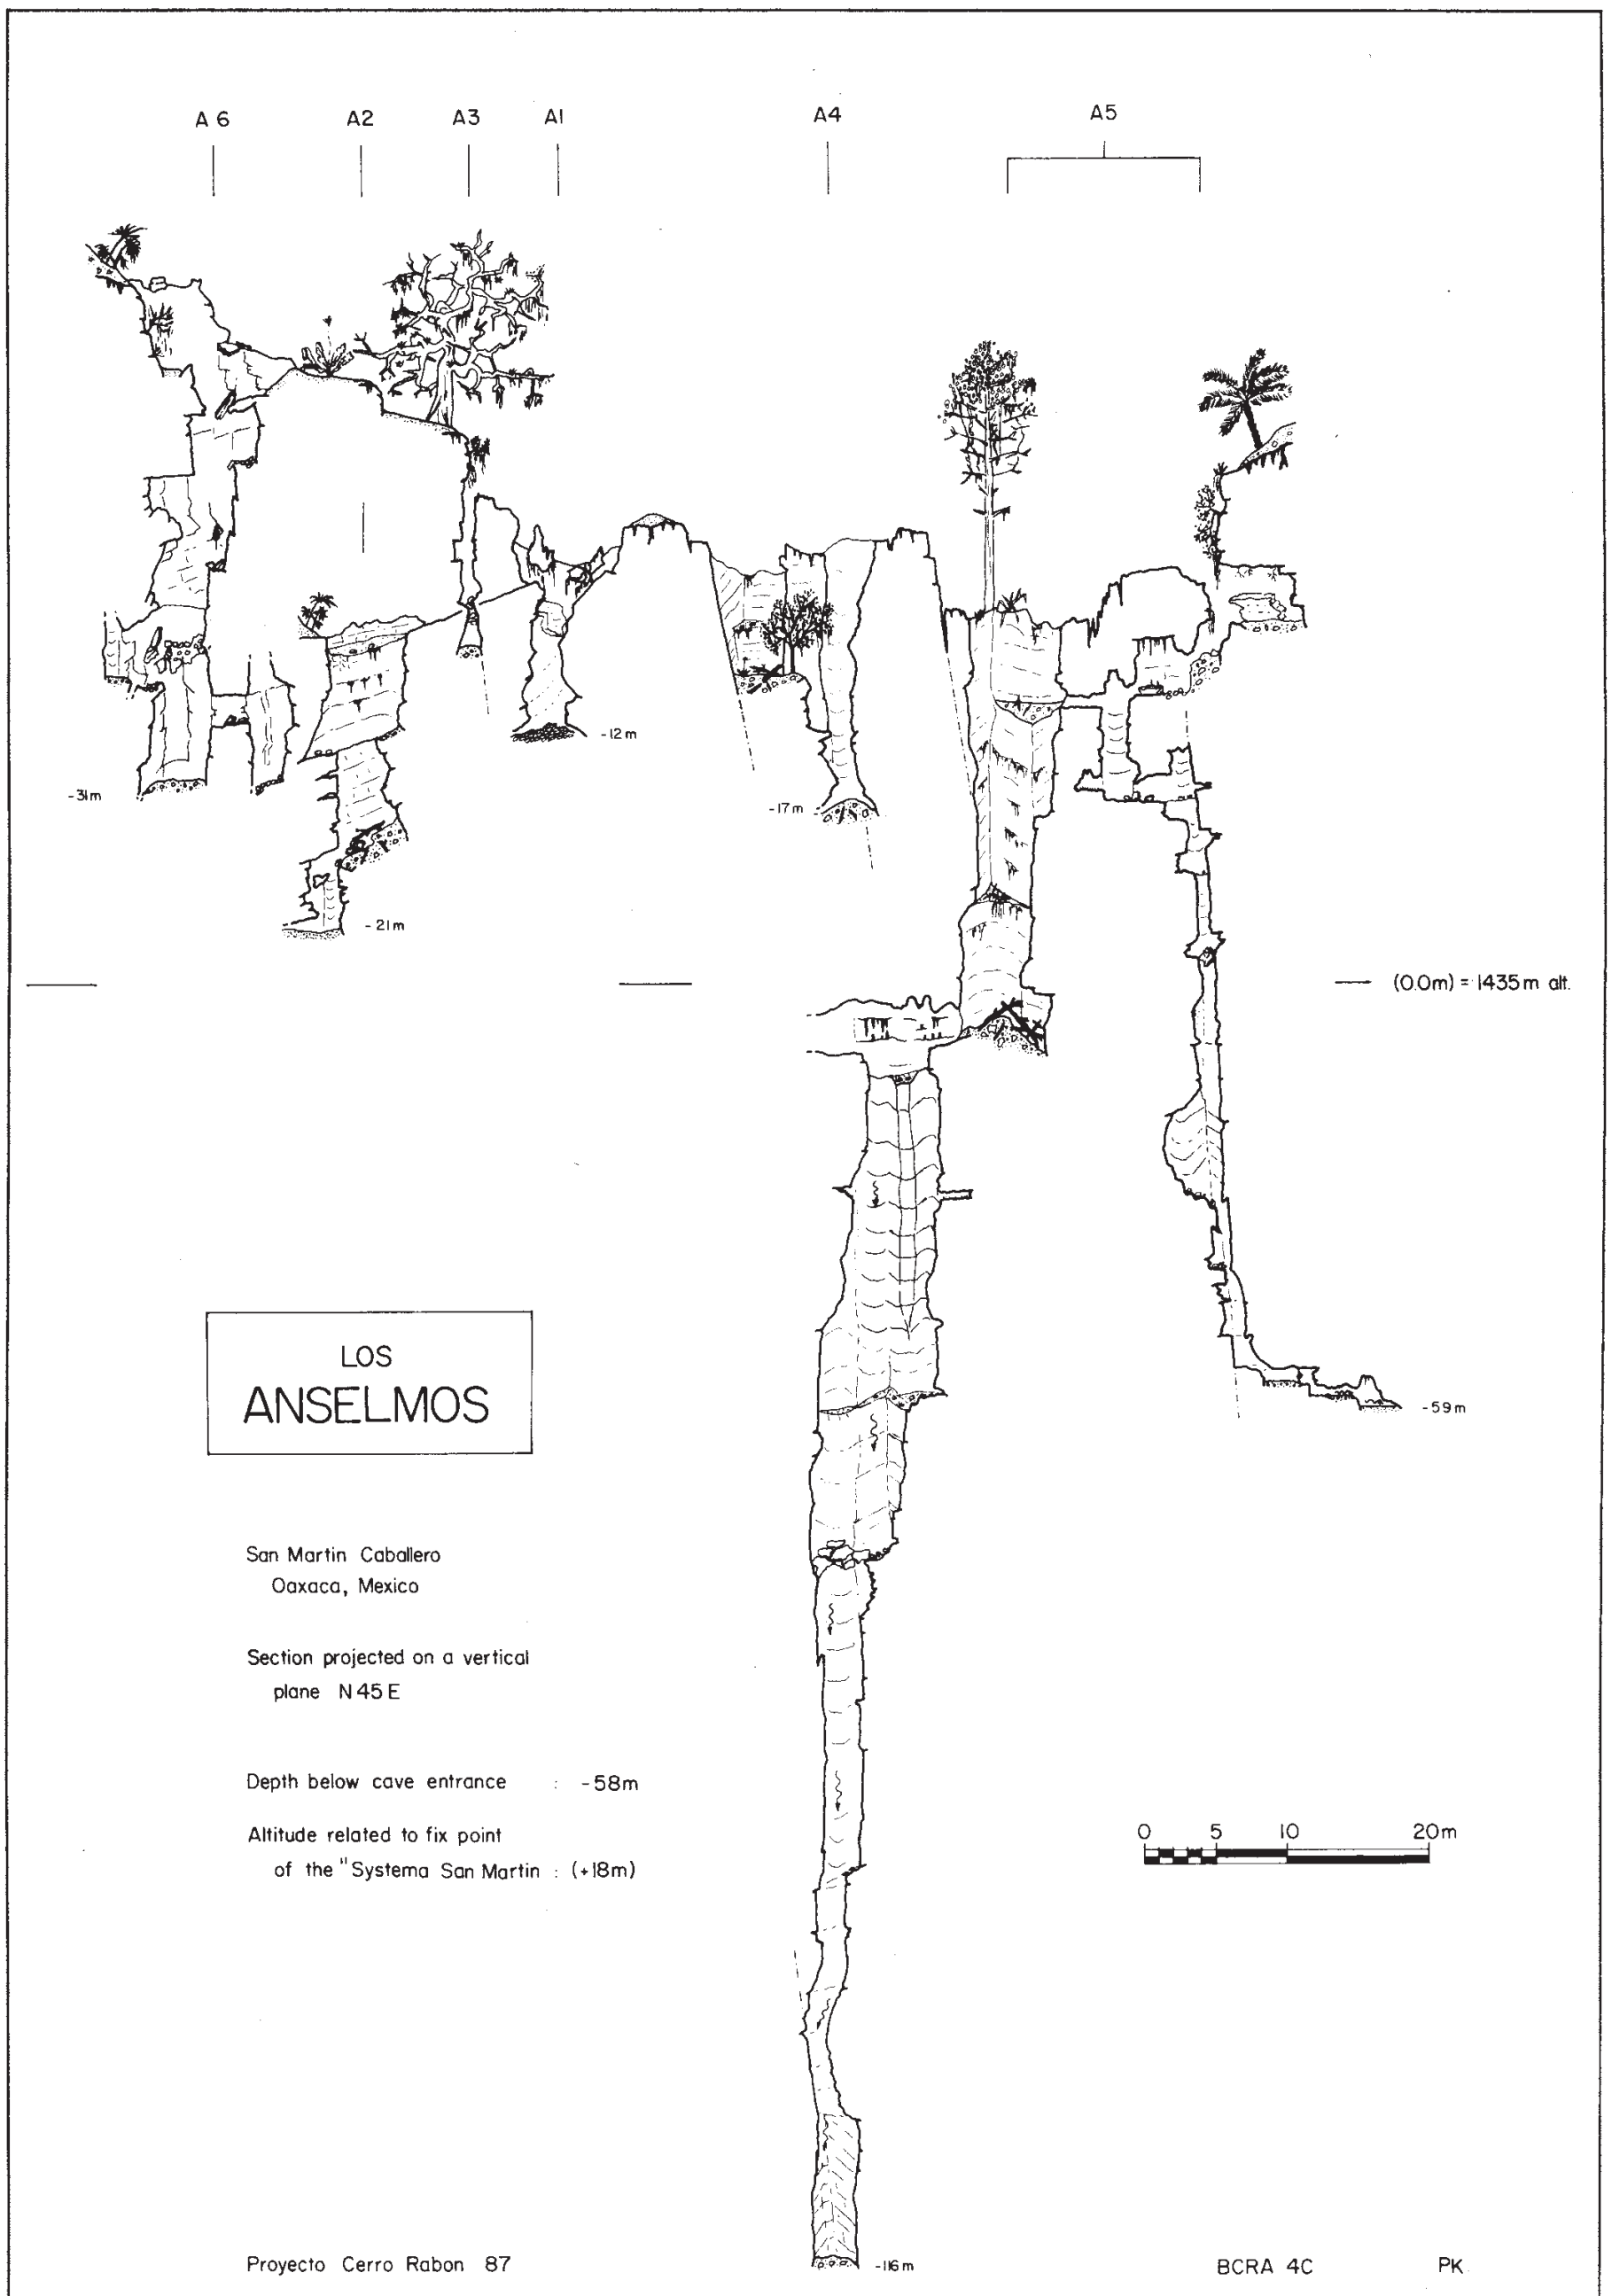 A6 A2 A3 A1 A4 A5
-12m
-31m
-17m
-21m
(0.0m) = 1435m alt.
LOS
ANSELMOS
-59m
San Martin Caballero
Oaxaca, Mexico
Section projected on a vertical
plane N 45 E
Depth below cave entrance : -58m
Altitude related to fix point
of the "Systema San Martin : (+18m)
0 5 10 20m
Proyecto Cerro Rabon 87
-116m
BCRA 4C PK